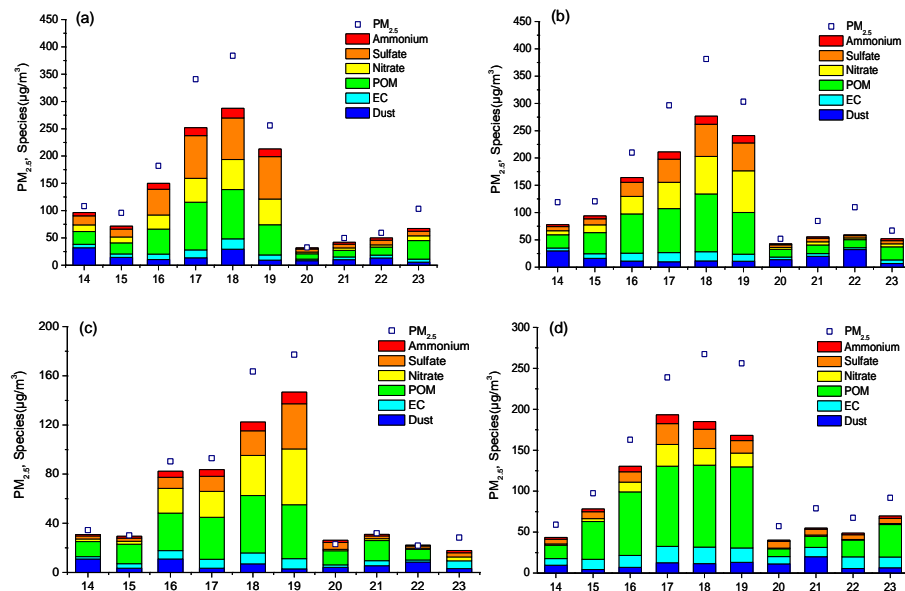 (a)
PM2.5
Ammonium
Sulfate
Nitrate
POM
EC
Dust
PM2.5, Species(μg/m³)
450
400
350
300
250
200
150
100
50
0
14 15 16 17 18 19 20 21 22 23
(b)
PM2.5
Ammonium
Sulfate
Nitrate
POM
EC
Dust
PM2.5, Species(μg/m³)
450
400
350
300
250
200
150
100
50
0
14 15 16 17 18 19 20 21 22 23
(c)
PM2.5
Ammonium
Sulfate
Nitrate
POM
EC
Dust
PM2.5, Species(μg/m³)
200
160
120
80
40
0
14 15 16 17 18 19 20 21 22 23
(d)
PM2.5
Ammonium
Sulfate
Nitrate
POM
EC
Dust
PM2.5, Species(μg/m³)
300
250
200
150
100
50
0
14 15 16 17 18 19 20 21 22 23